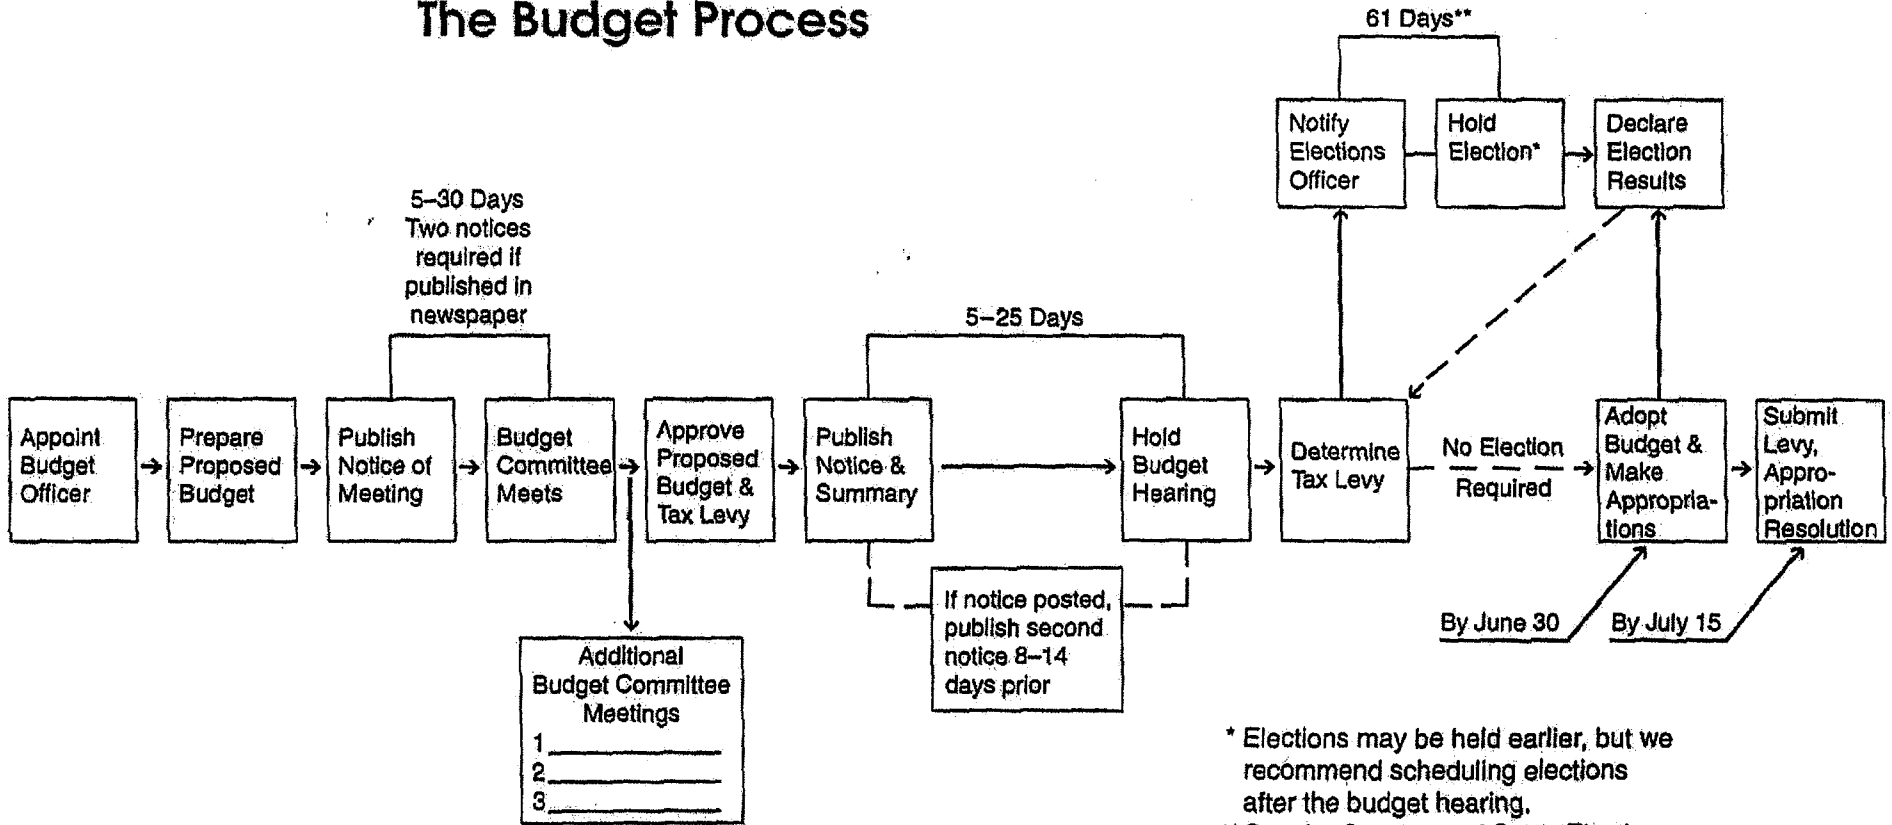 The Budget Process
61 Days**
Notify
Elections
Officer
Hold
Election*
Declare
Election
Results
5–30 Days
Two notices
required if
published in
newspaper
5–25 Days
Appoint
Budget
Officer
Prepare
Proposed
Budget
Publish
Notice of
Meeting
Budget
Committee
Meets
Approve
Proposed
Budget &
Tax Levy
Publish
Notice &
Summary
Hold
Budget
Hearing
Determine
Tax Levy
No Election
Required
Adopt
Budget &
Make
Appropria-
tions
Submit
Levy,
Appro-
priation
Resolution
If notice posted,
publish second
notice 8–14
days prior
By June 30
By July 15
Additional
Budget Committee
Meetings
1
2
3
* Elections may be held earlier, but we
recommend scheduling elections
after the budget hearing.